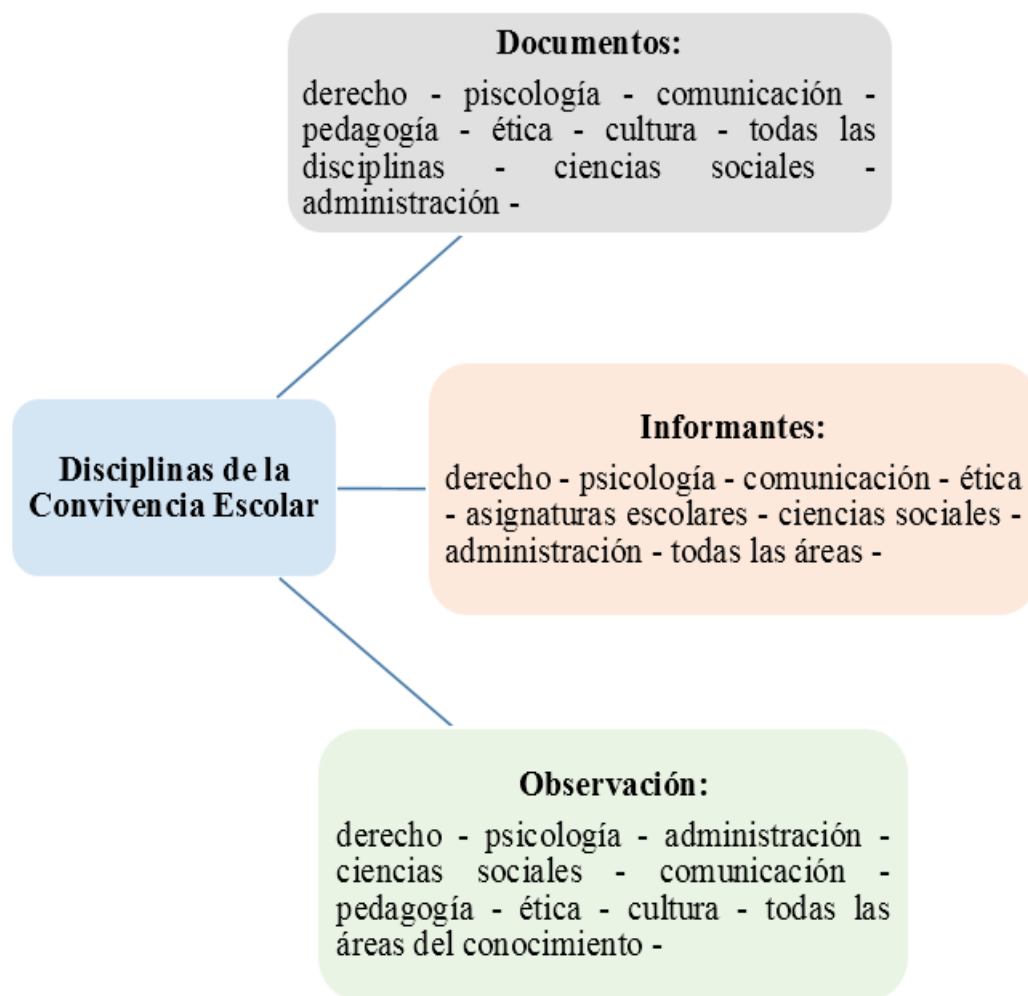 Documentos:
derecho - piscología - comunicación -
pedagogía - ética - cultura - todas las
disciplinas - ciencias sociales -
administración -
Disciplinas de la
Convivencia Escolar
Informantes:
derecho - psicología - comunicación - ética
- asignaturas escolares - ciencias sociales -
administración - todas las áreas -
Observación:
derecho - psicología - administración -
ciencias sociales - comunicación -
pedagogía - ética - cultura - todas las
áreas del conocimiento -